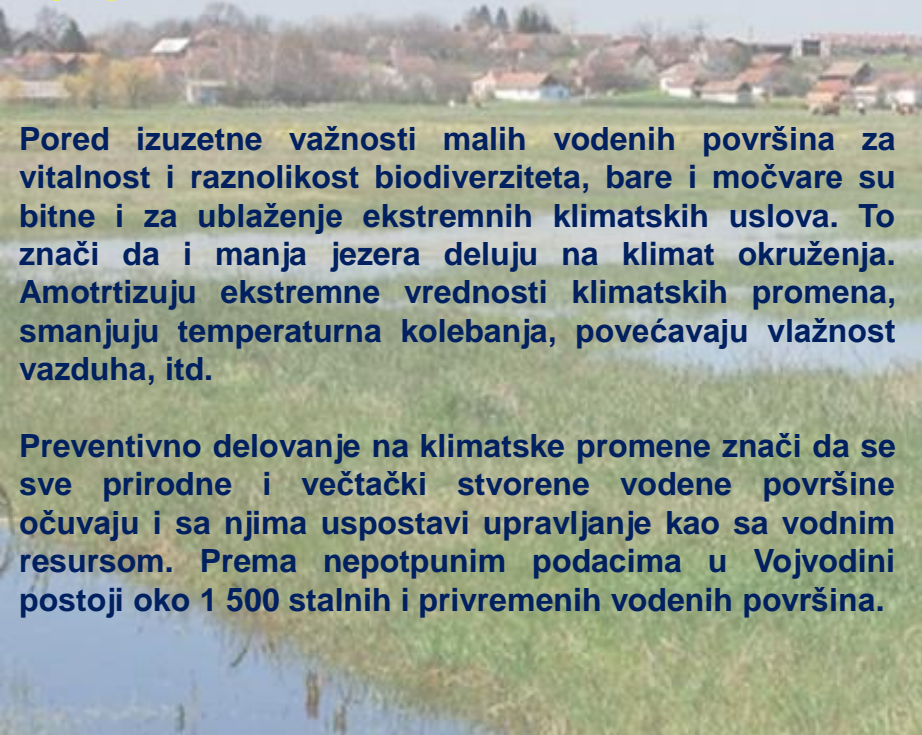 Pored izuzetne važnosti malih vodenih površina za
vitalnost i raznolikost biodiverziteta, bare i močvare su
bitne i za ublaženje ekstremnih klimatskih uslova. To
znači da i manja jezera deluju na klimat okruženja.
Amotrtizuju ekstremne vrednosti klimatskih promena,
smanjuju temperaturna kolebanja, povećavaju vlažnost
vazduha, itd.
Preventivno delovanje na klimatske promene znači da se
sve prirodne i večtački stvorene vodene površine
očuvaju i sa njima uspostavi upravljanje kao sa vodnim
resursom. Prema nepotpunim podacima u Vojvodini
postoji oko 1 500 stalnih i privremenih vodenih površina.